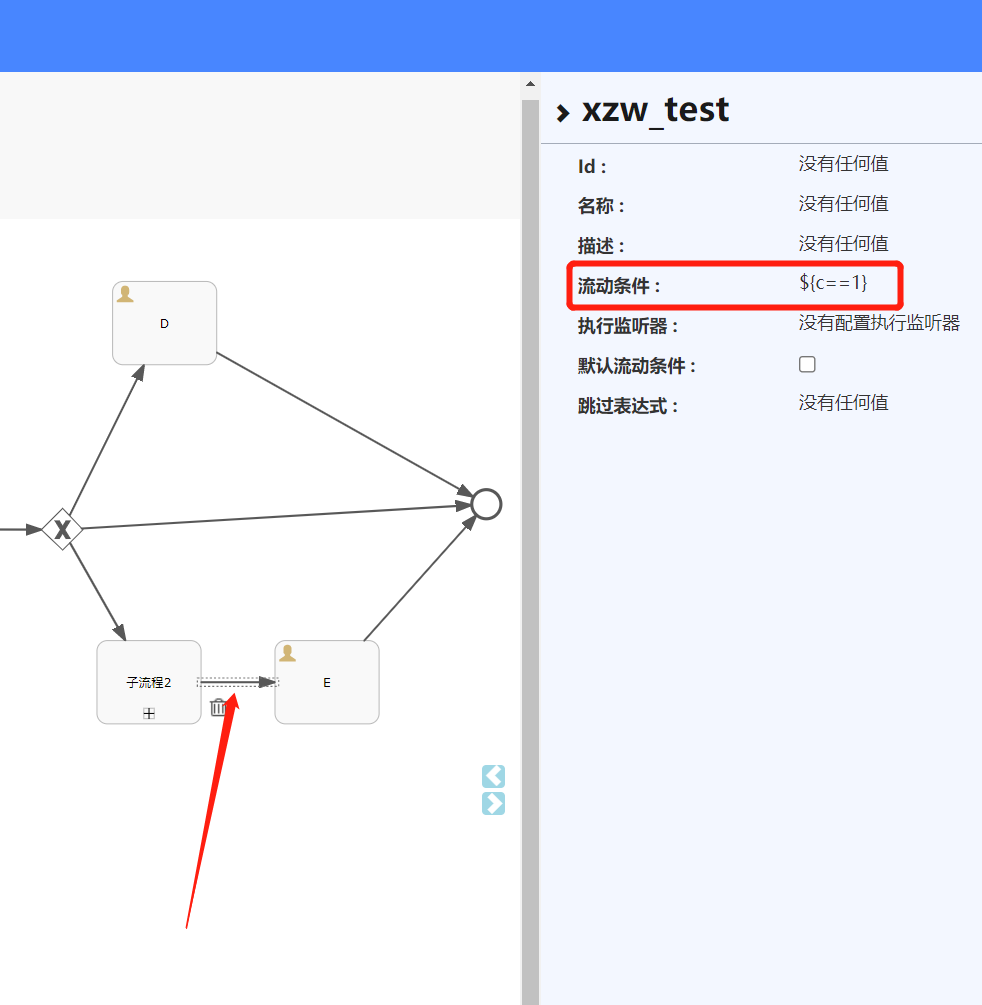 xzw_test
Id :
没有任何值
名称 :
没有任何值
描述 :
没有任何值
流动条件 :
${c==1}
执行监听器 :
没有配置执行监听器
默认流动条件 :
跳过表达式 :
没有任何值
D
X
子流程2
E